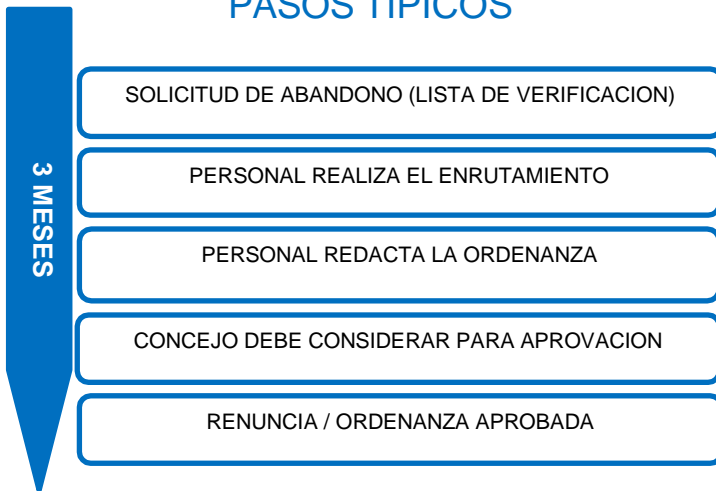 PASOS TIPICOS
SOLICITUD DE ABANDONO (LISTA DE VERIFICACION)
PERSONAL REALIZA EL ENRUTAMIENTO
3 MESES
PERSONAL REDACTA LA ORDENANZA
CONCEJO DEBE CONSIDERAR PARA APROVACION
RENUNCIA / ORDENANZA APROBADA